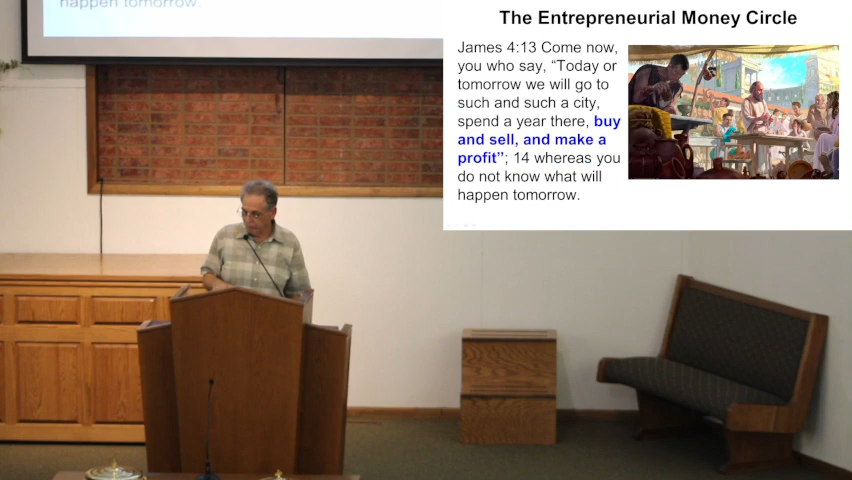 happen tomorrow.
The Entrepreneurial Money Circle
James 4:13 Come now,
you who say, “Today or
tomorrow we will go to
such and such a city,
spend a year there, buy
and sell, and make a
profit”; 14 whereas you
do not know what will
happen tomorrow.